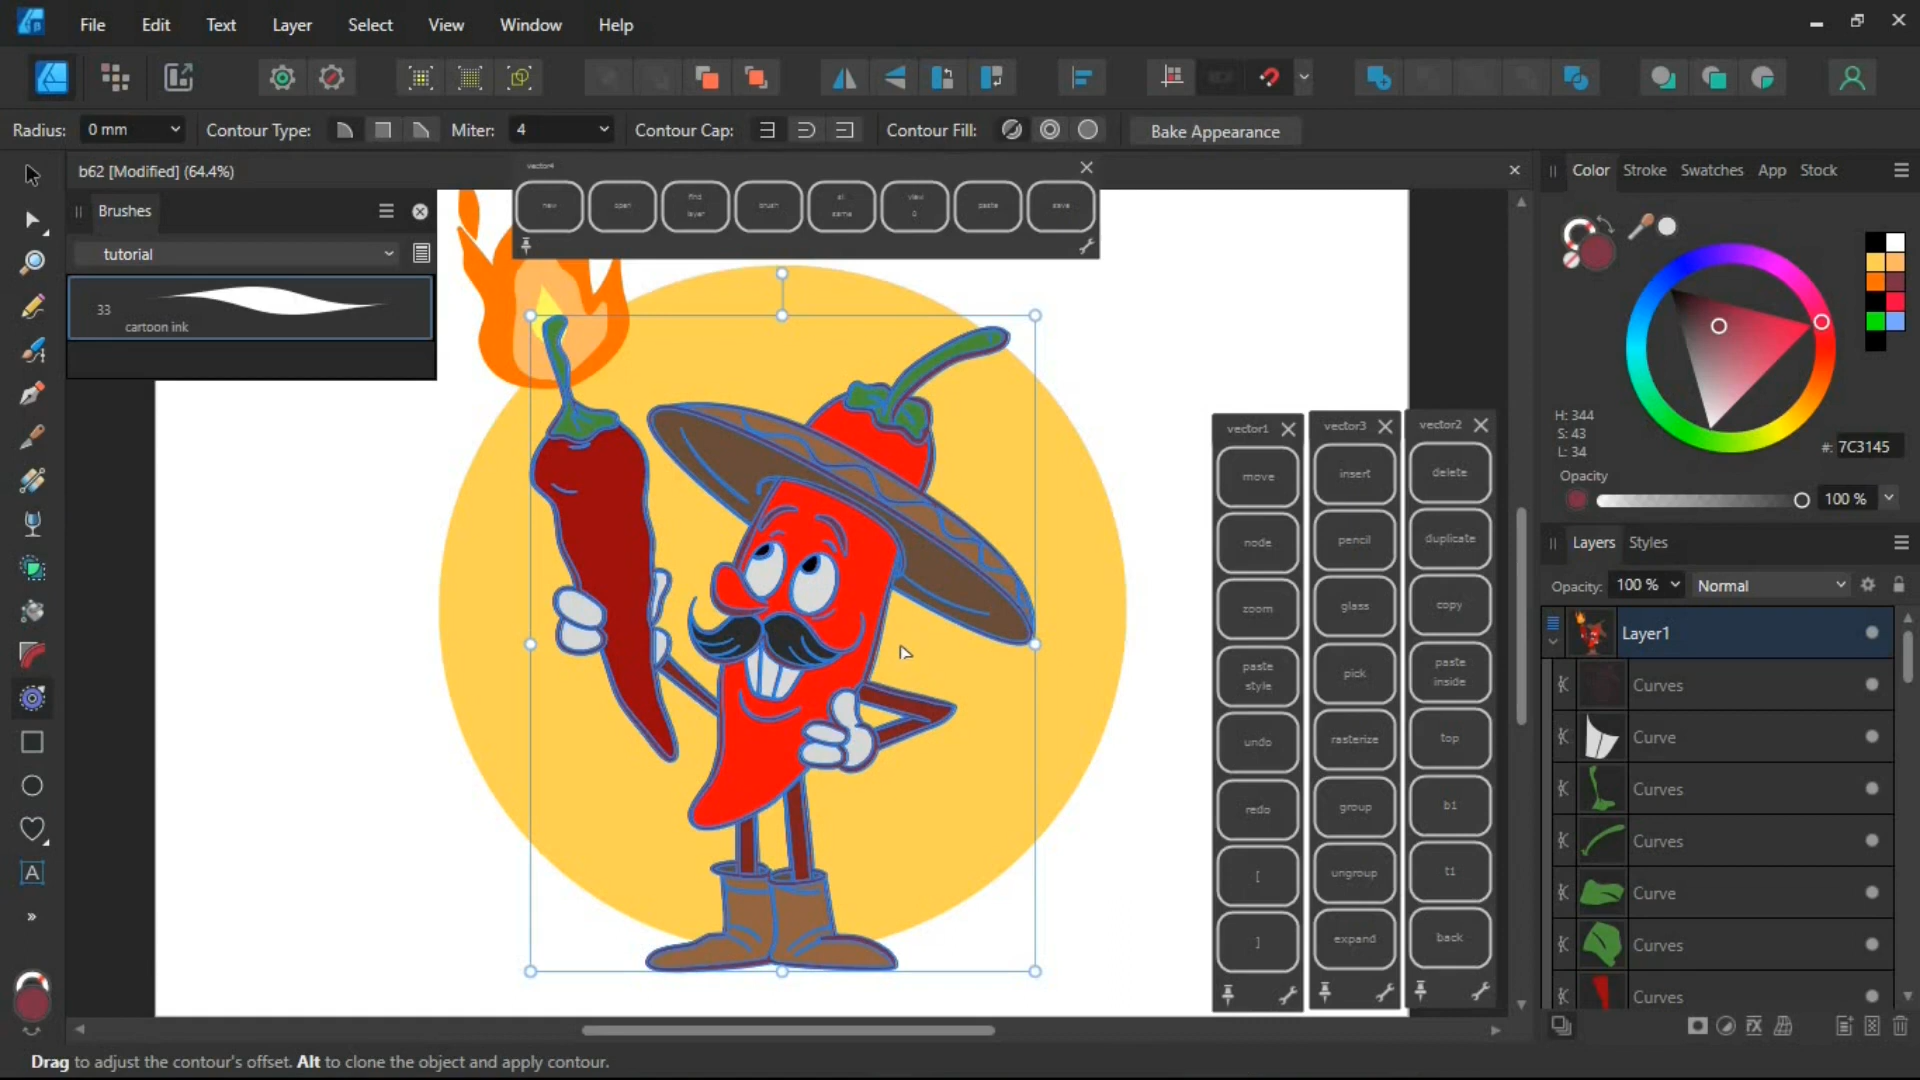 File Edit Text Layer Select View Window Help
Radius: 0 mm Contour Type: Miter: 4 Contour Cap: Contour Fill: Bake Appearance
b62 [Modified] (64.4%)
Brushes
tutorial
33
cartoon ink
vector4
new open find layer brush at same view 0 paste save
vector1
move
node
zoom
paste style
undo
redo
[
]
vector3
insert
pencil
glass
pick
rasterize
group
ungroup
expand
vector2
delete
duplicate
copy
paste inside
top
b1
t1
back
Color Stroke Swatches App Stock
H: 344
S: 43
L: 34
#: 7C3145
Opacity
100 %
Layers Styles
Opacity: 100 % Normal
Layer1
Curves
Curve
Curves
Curves
Curve
Curves
Curves
A
Drag to adjust the contour's offset. Alt to clone the object and apply contour.